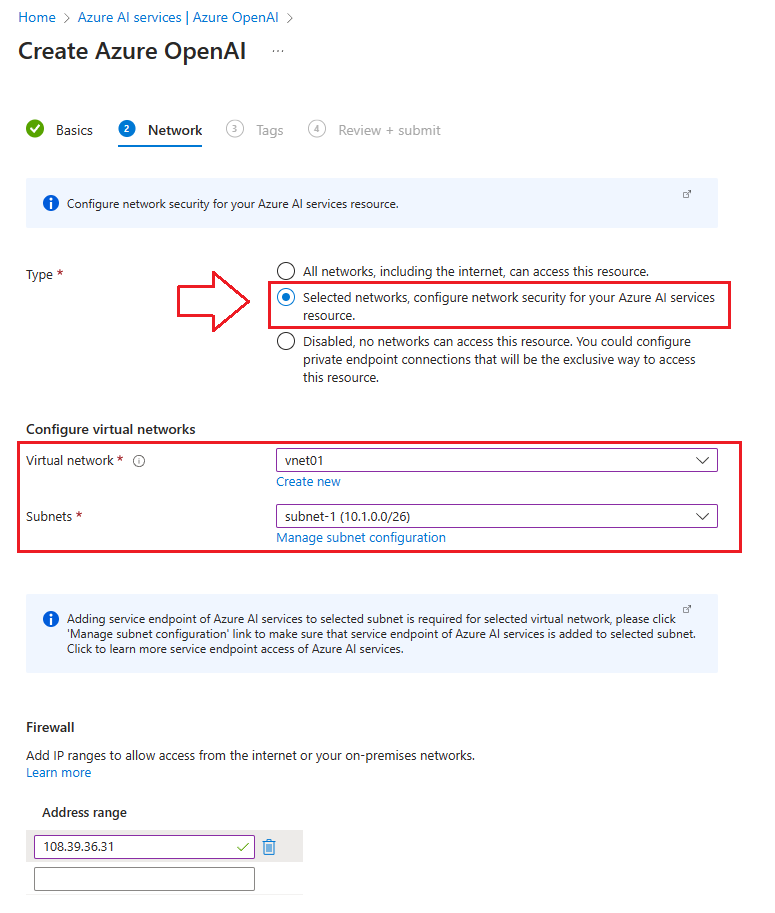 Home > Azure AI services | Azure OpenAI >
Create Azure OpenAI ...
Basics 2 Network 3 Tags 4 Review + submit
Configure network security for your Azure AI services resource.
Type *
All networks, including the internet, can access this resource.
Selected networks, configure network security for your Azure AI services
resource.
Disabled, no networks can access this resource. You could configure
private endpoint connections that will be the exclusive way to access
this resource.
Configure virtual networks
Virtual network * vnet01
Create new
Subnets * subnet-1 (10.1.0.0/26)
Manage subnet configuration
Adding service endpoint of Azure AI services to selected subnet is required for selected virtual network, please click
'Manage subnet configuration' link to make sure that service endpoint of Azure AI services is added to selected subnet.
Click to learn more service endpoint access of Azure AI services.
Firewall
Add IP ranges to allow access from the internet or your on-premises networks.
Learn more
Address range
108.39.36.31